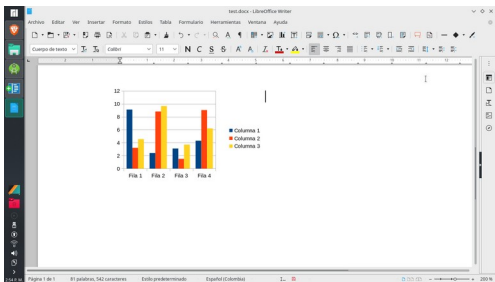 test.docx - LibreOffice Writer
Archivo Editar Ver Insertar Formato Estilos Tabla Formulario Herramientas Ventana Ayuda
Cuerpo de texto Calibri 11 N C S S
12
10
8
6
4
2
0
Fila 1 Fila 2 Fila 3 Fila 4
Columna 1
Columna 2
Columna 3
Página 1 de 1 81 palabras, 542 caracteres Estilo predeterminado Español (Colombia) 200 %